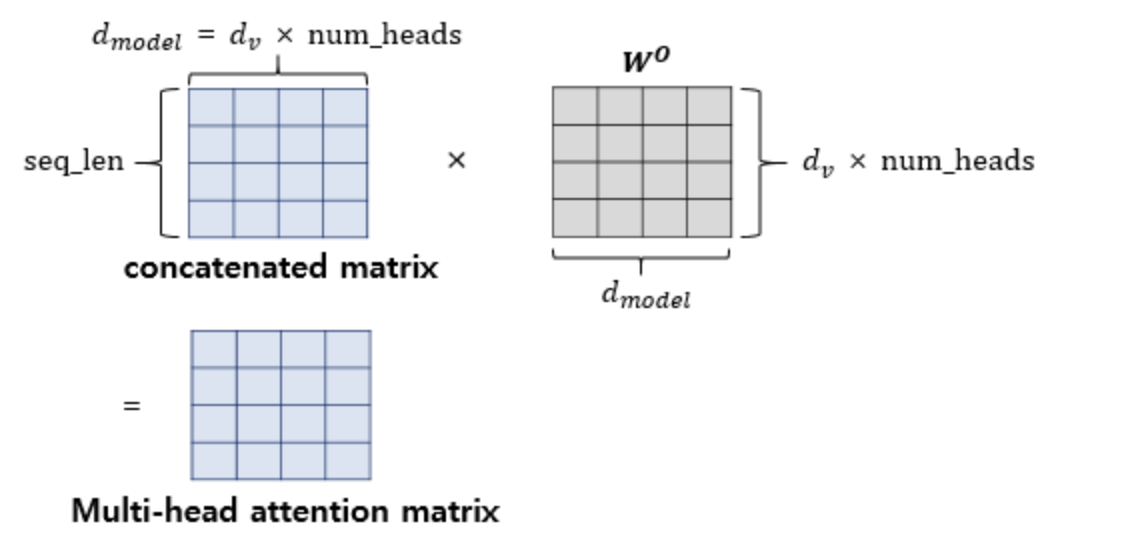 d_model = d_v × num_heads
W^O
seq_len
×
d_v × num_heads
concatenated matrix
d_model
=
Multi-head attention matrix